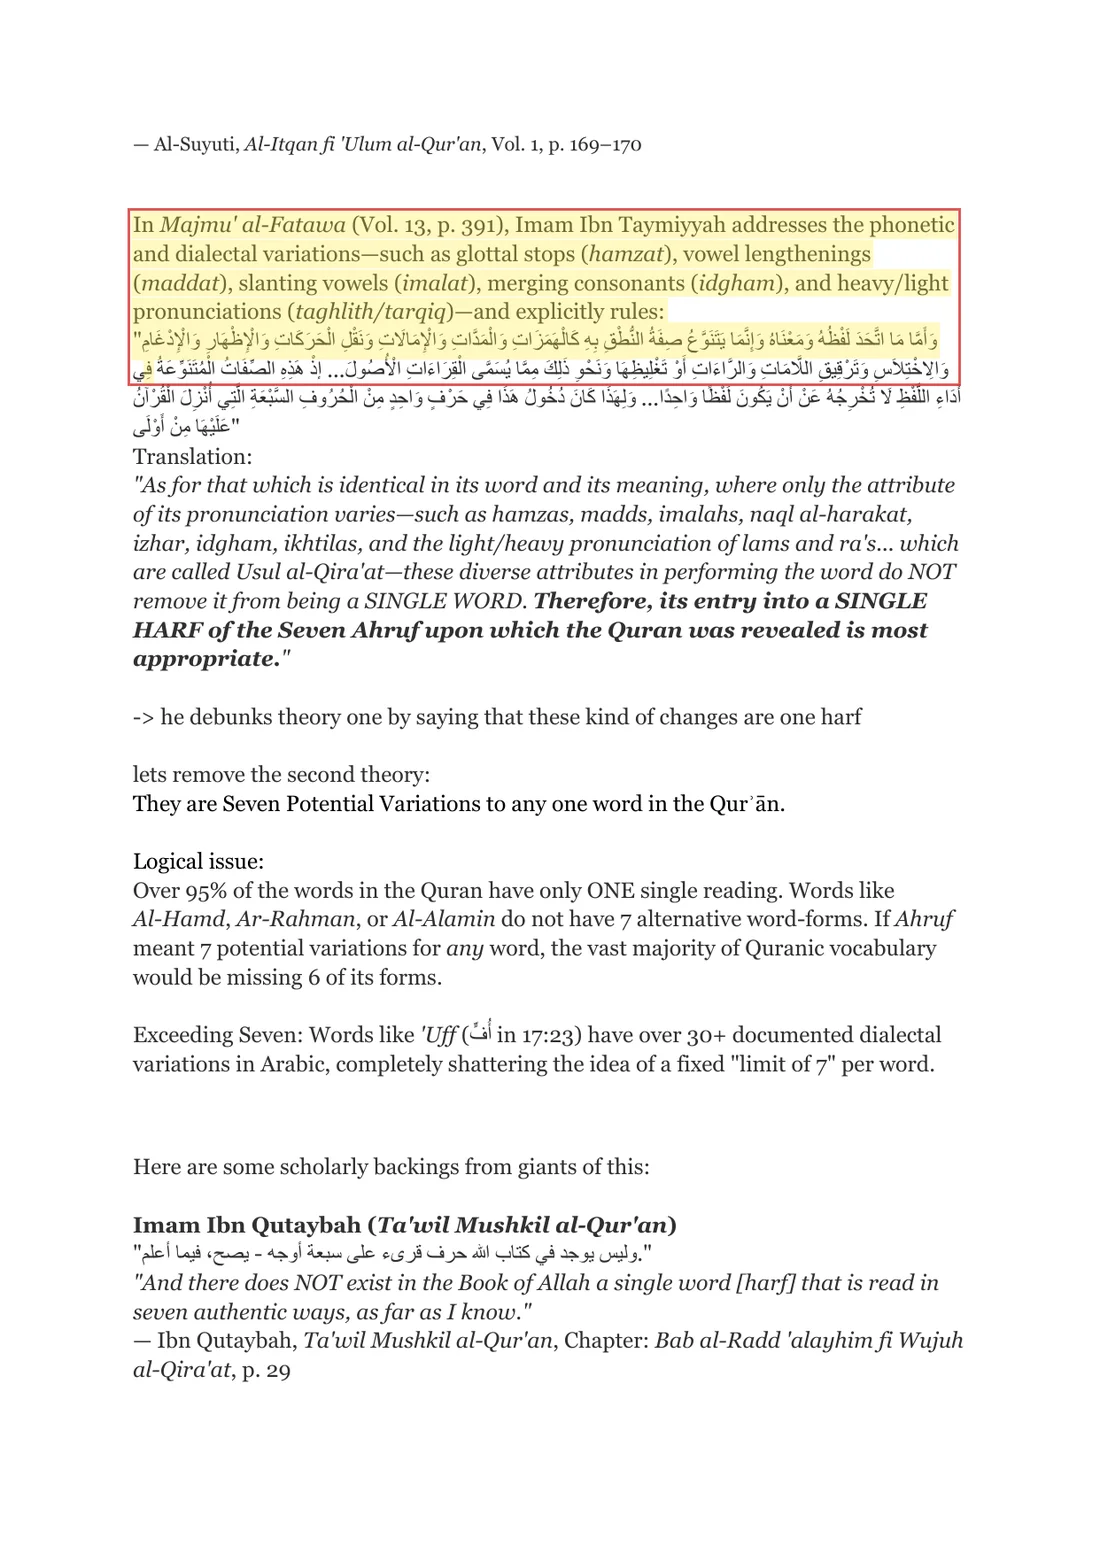 — Al-Suyuti, Al-Itqan fi 'Ulum al-Qur'an, Vol. 1, p. 169–170
In Majmu' al-Fatawa (Vol. 13, p. 391), Imam Ibn Taymiyyah addresses the phonetic
and dialectal variations—such as glottal stops (hamzat), vowel lengthenings
(maddat), slanting vowels (imalat), merging consonants (idgham), and heavy/light
pronunciations (taghlith/tarqiq)—and explicitly rules:
"وَأَمَّا مَا اتَّحَدَ لَفْظُهُ وَمَعْنَاهُ وَإِنَّمَا يَتَنَوَّعُ صِفَةُ النُّطْقِ بِهِ كَالْهَمَزَاتِ وَالْمَدَّاتِ وَالْإِمَالَاتِ وَنَقْلِ الْحَرَكَاتِ وَالْإِظْهَارِ وَالْإِدْغَامِ
وَالِاخْتِلَاسِ وَتَرْقِيقِ اللَّامَاتِ وَالرَّاءَاتِ أَوْ تَغْلِيظِهَا وَنَحْوِ ذَلِكَ مِمَّا يُسَمَّى الْقِرَاءَاتِ الْأُصُولَ... إِذْ هَذِهِ الصِّفَاتُ الْمُتَنَوِّعَةُ فِي
أَدَاءِ اللَّفْظِ لَا تُخْرِجُهُ عَنْ أَنْ يَكُونَ لَفْظًا وَاحِدًا... وَلِهَذَا كَانَ دُخُولُ هَذَا فِي حَرْفٍ وَاحِدٍ مِنْ الْحُرُوفِ السَّبْعَةِ الَّتِي أُنْزِلَ الْقُرْآنُ
عَلَيْهَا مِنْ أَوْلَى"
Translation:
"As for that which is identical in its word and its meaning, where only the attribute
of its pronunciation varies—such as hamzas, madds, imalahs, naql al-harakat,
izhar, idgham, ikhtilas, and the light/heavy pronunciation of lams and ra's... which
are called Usul al-Qira'at—these diverse attributes in performing the word do NOT
remove it from being a SINGLE WORD. Therefore, its entry into a SINGLE
HARF of the Seven Ahruf upon which the Quran was revealed is most
appropriate."
-> he debunks theory one by saying that these kind of changes are one harf
lets remove the second theory:
They are Seven Potential Variations to any one word in the Qurʾān.
Logical issue:
Over 95% of the words in the Quran have only ONE single reading. Words like
Al-Hamd, Ar-Rahman, or Al-Alamin do not have 7 alternative word-forms. If Ahruf
meant 7 potential variations for any word, the vast majority of Quranic vocabulary
would be missing 6 of its forms.
Exceeding Seven: Words like 'Uff (أُفٍّ in 17:23) have over 30+ documented dialectal
variations in Arabic, completely shattering the idea of a fixed "limit of 7" per word.
Here are some scholarly backings from giants of this:
Imam Ibn Qutaybah (Ta'wil Mushkil al-Qur'an)
"وليس يوجد في كتاب الله حرف قرىء على سبعة أوجه - يصح، فيما أعلم."
"And there does NOT exist in the Book of Allah a single word [harf] that is read in
seven authentic ways, as far as I know."
— Ibn Qutaybah, Ta'wil Mushkil al-Qur'an, Chapter: Bab al-Radd 'alayhim fi Wujuh
al-Qira'at, p. 29